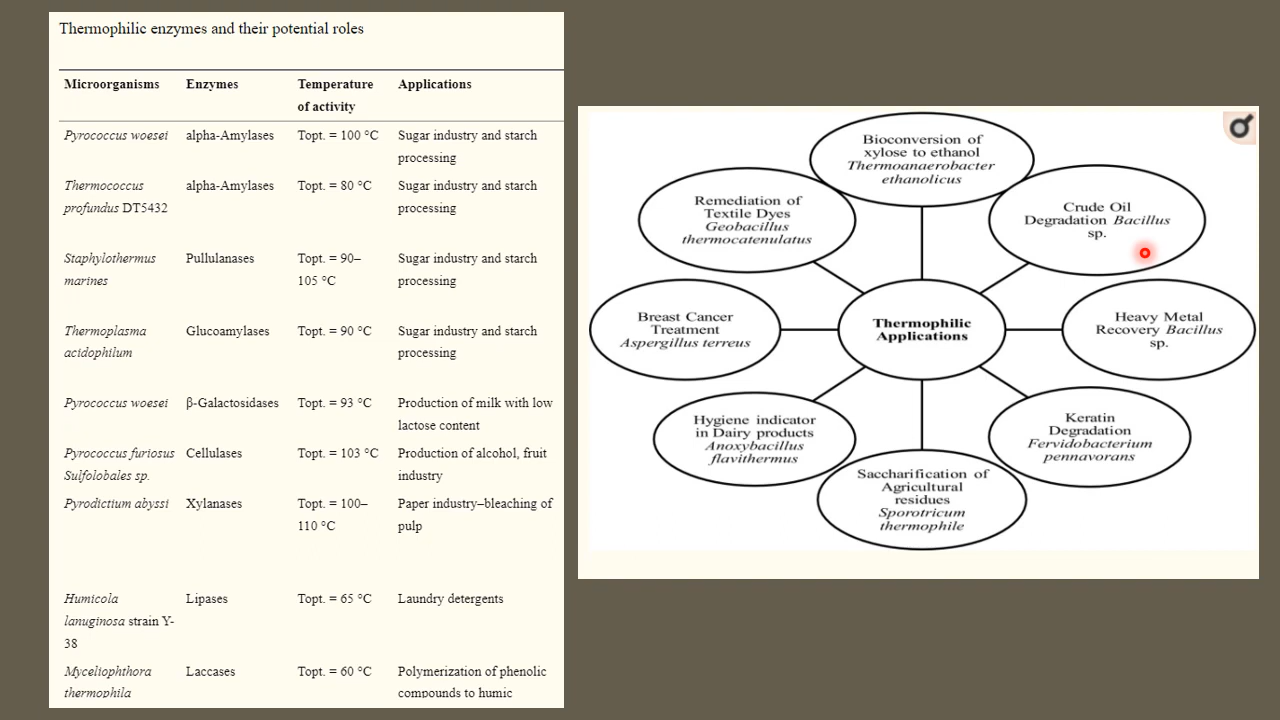 Thermophilic enzymes and their potential roles
Microorganisms Enzymes Temperature of activity Applications
Pyrococcus woesei alpha-Amylases Topt. = 100 °C Sugar industry and starch
processing
Thermococcus alpha-Amylases Topt. = 80 °C Sugar industry and starch
profundus DT5432 processing
Staphylothermus Pullulanases Topt. = 90– Sugar industry and starch
marines 105 °C processing
Thermoplasma Glucoamylases Topt. = 90 °C Sugar industry and starch
acidophilum processing
Pyrococcus woesei β-Galactosidases Topt. = 93 °C Production of milk with low
lactose content
Pyrococcus furiosus Cellulases Topt. = 103 °C Production of alcohol, fruit
Sulfolobales sp. industry
Pyrodictium abyssi Xylanases Topt. = 100– Paper industry–bleaching of
110 °C pulp
Humicola Lipases Topt. = 65 °C Laundry detergents
lanuginosa strain Y-
38
Myceliophthora Laccases Topt. = 60 °C Polymerization of phenolic
thermophila compounds to humic
Bioconversion of
xylose to ethanol
Thermoanaerobacter
ethanolicus
Remediation of
Textile Dyes
Geobacillus
thermocatenulatus
Crude Oil
Degradation Bacillus
sp.
Breast Cancer
Treatment
Aspergillus terreus
Thermophilic
Applications
Heavy Metal
Recovery Bacillus
sp.
Hygiene indicator
in Dairy products
Anoxybacillus
flavithermus
Keratin
Degradation
Fervidobacterium
pennavorans
Saccharification of
Agricultural
residues
Sporotricum
thermophile